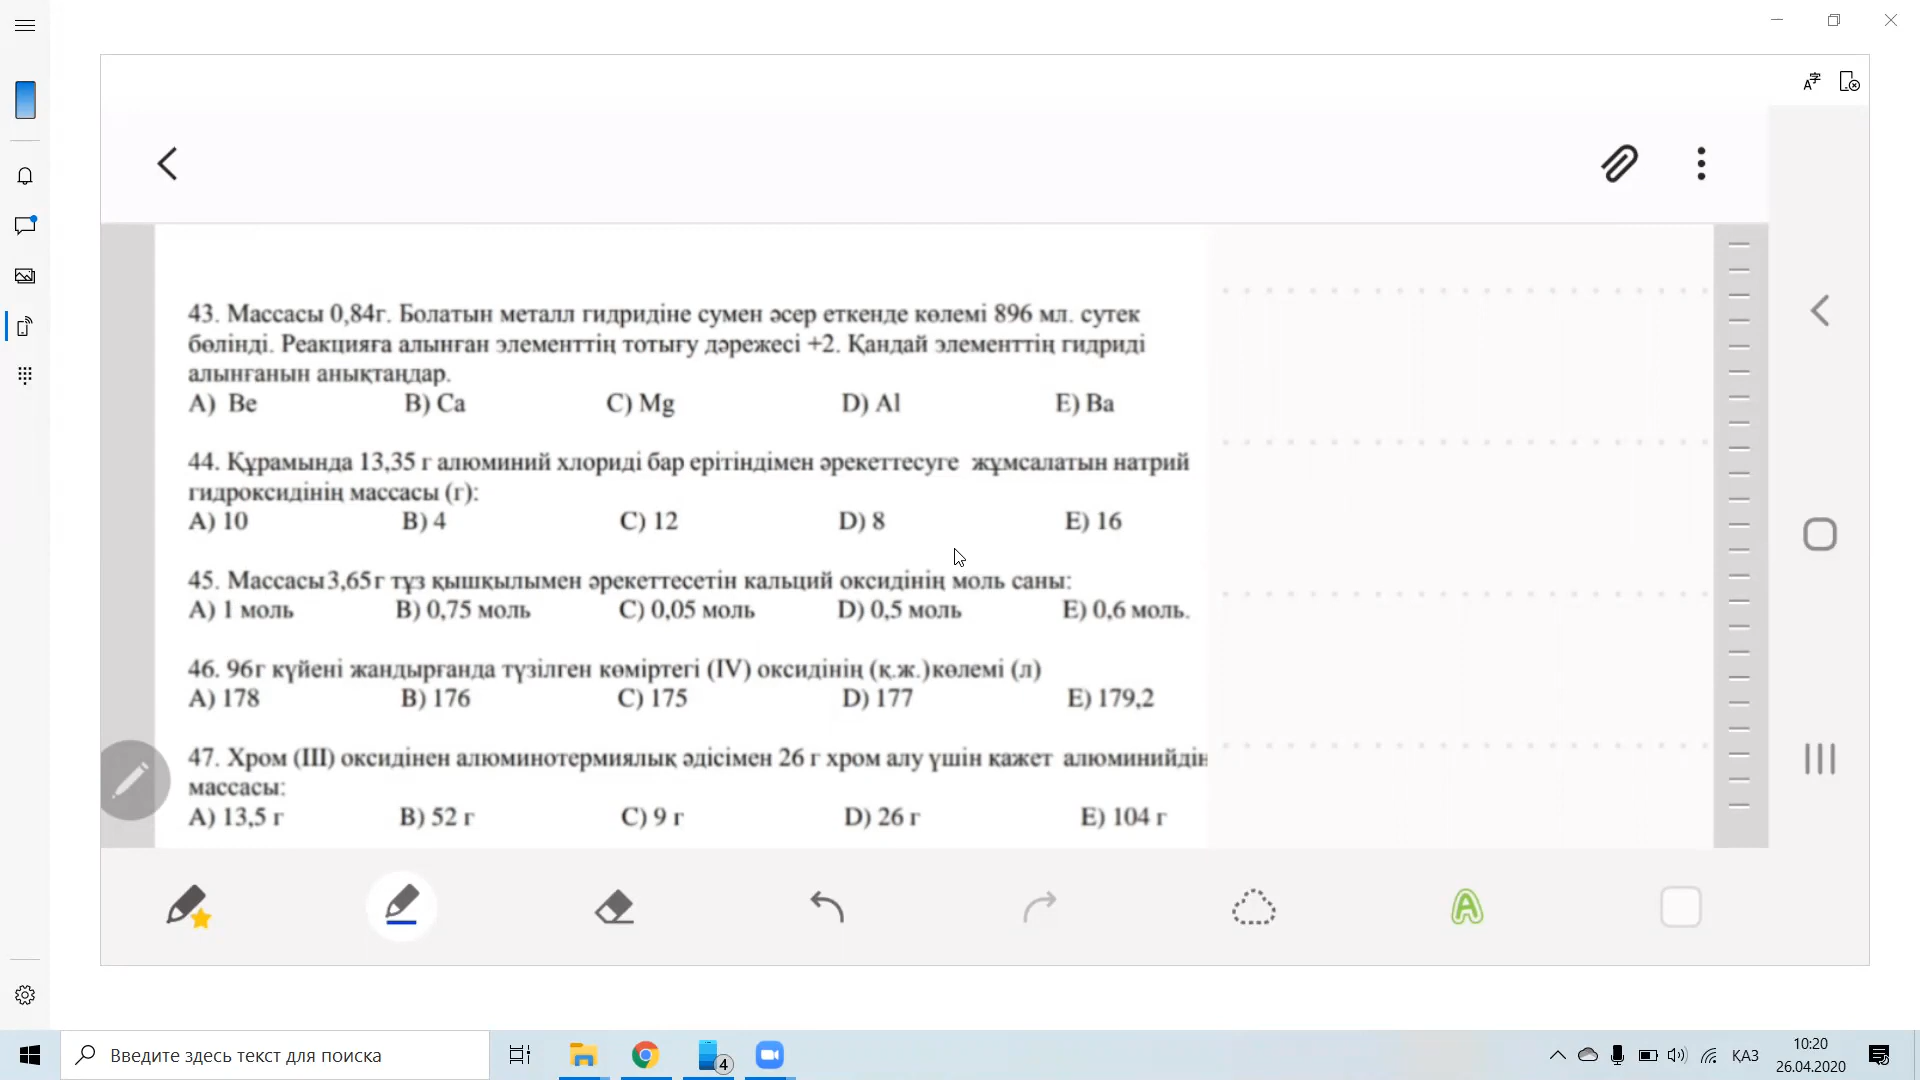 43. Массасы 0,84г. Болатын металл гидридіне сумен әсер еткенде көлемі 896 мл. сутек
бөлінді. Реакцияға алынған элементтің тотығу дәрежесі +2. Қандай элементтің гидриді
алынғанын анықтаңдар.
A) Be B) Ca C) Mg D) Al E) Ba
44. Құрамында 13,35 г алюминий хлориді бар ерітіндімен әрекеттесуге жұмсалатын натрий
гидроксидінің массасы (г):
A) 10 B) 4 C) 12 D) 8 E) 16
45. Массасы 3,65г тұз қышқылымен әрекеттесетін кальций оксидінің моль саны:
A) 1 моль B) 0,75 моль C) 0,05 моль D) 0,5 моль E) 0,6 моль.
46. 96г күйені жандырғанда түзілген көміртегі (IV) оксидінің (қ.ж.)көлемі (л)
A) 178 B) 176 C) 175 D) 177 E) 179,2
47. Хром (III) оксидінен алюминотермиялық әдісімен 26 г хром алу үшін қажет алюминийдің
массасы:
A) 13,5 г B) 52 г C) 9 г D) 26 г E) 104 г
Введите здесь текст для поиска
4
ҚАЗ
10:20
26.04.2020